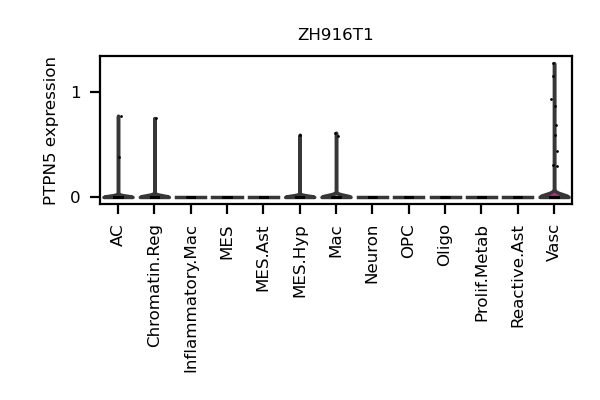 ZH916T1
PTPN5 expression
1
0
AC
Chromatin.Reg
Inflammatory.Mac
MES
MES.Ast
MES.Hyp
Mac
Neuron
OPC
Oligo
Prolif.Metab
Reactive.Ast
Vasc